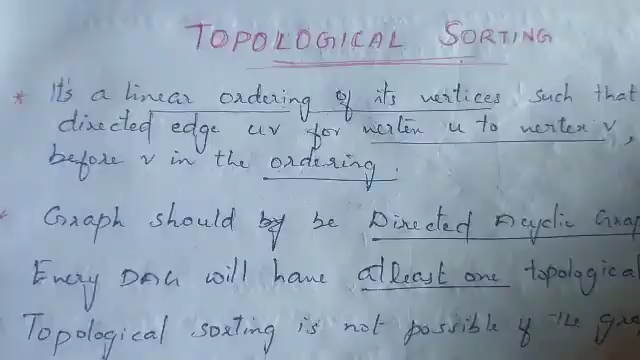 TOPOLOGICAL SORTING
* It's a linear ordering of its vertices such that
directed edge uv for verten u to verten v,
before v in the ordering.
* Graph should by be Directed Acyclic Grap
Every DAG will have atleast one topological
Topological sorting is not possible if the gra